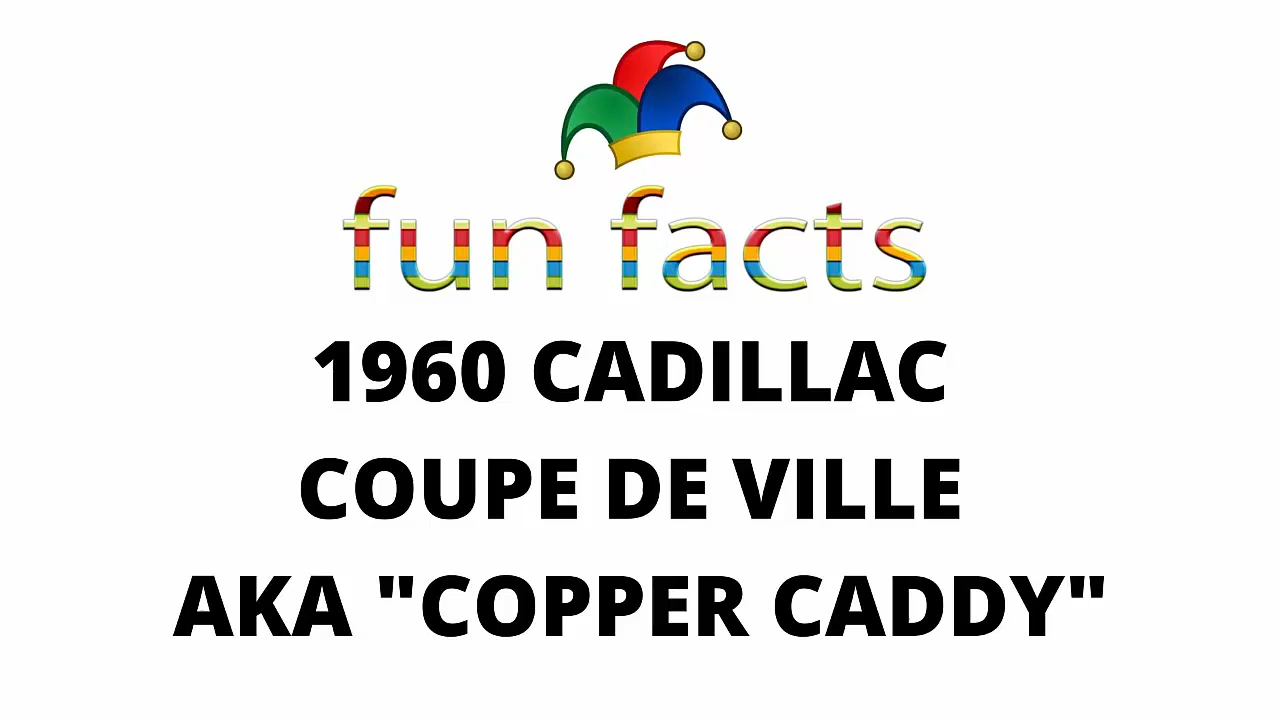 fun facts
1960 CADILLAC
COUPE DE VILLE
AKA "COPPER CADDY"